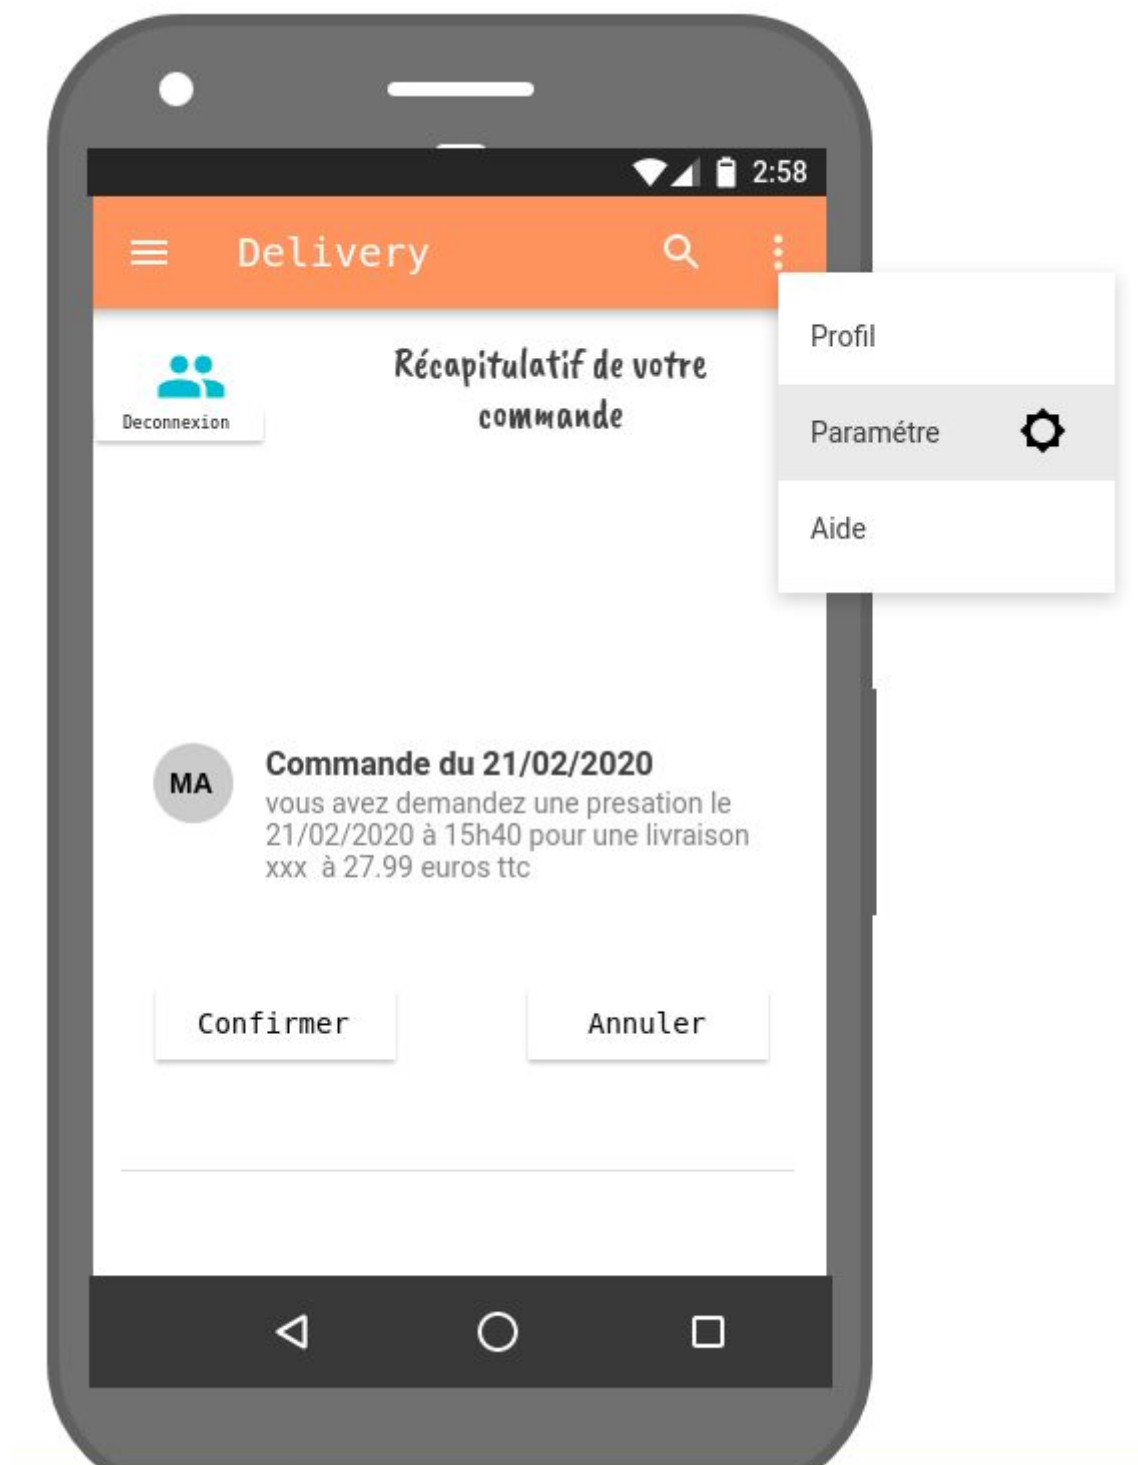 2:58
Delivery
Profil
Récapitulatif de votre
commande
Deconnexion
Paramétre
Aide
MA
Commande du 21/02/2020
vous avez demandez une presation le
21/02/2020 à 15h40 pour une livraison
xxx à 27.99 euros ttc
Confirmer
Annuler